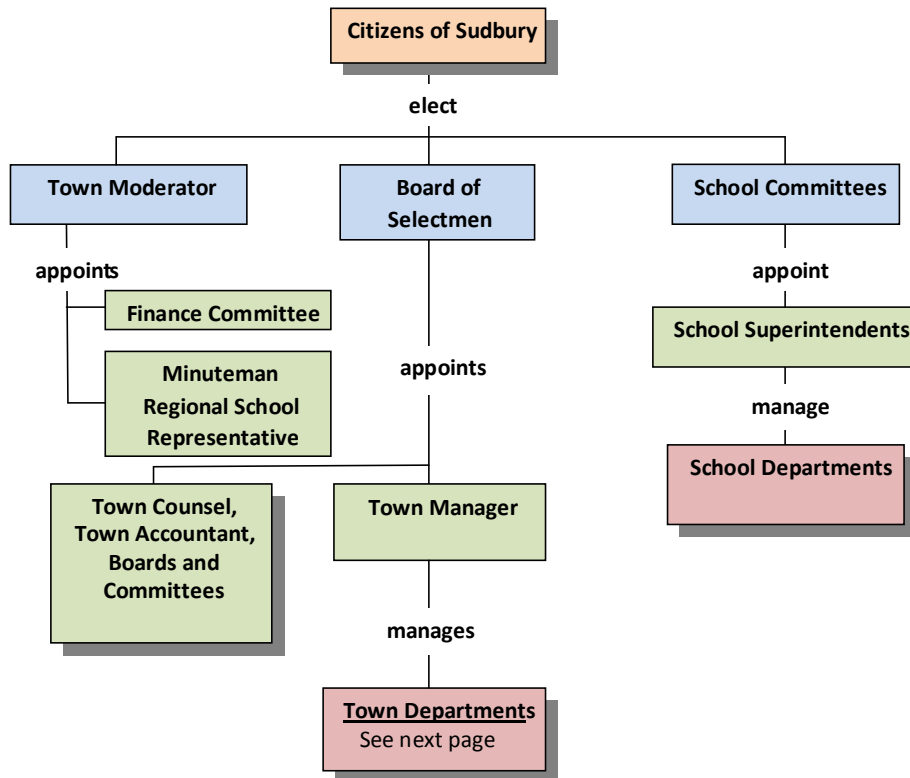 Citizens of Sudbury
elect
Town Moderator
Board of
Selectmen
School Committees
appoints
appoint
Finance Committee
School Superintendents
Minuteman
Regional School
Representative
appoints
manage
School Departments
Town Counsel,
Town Accountant,
Boards and
Committees
Town Manager
manages
Town Departments
See next page